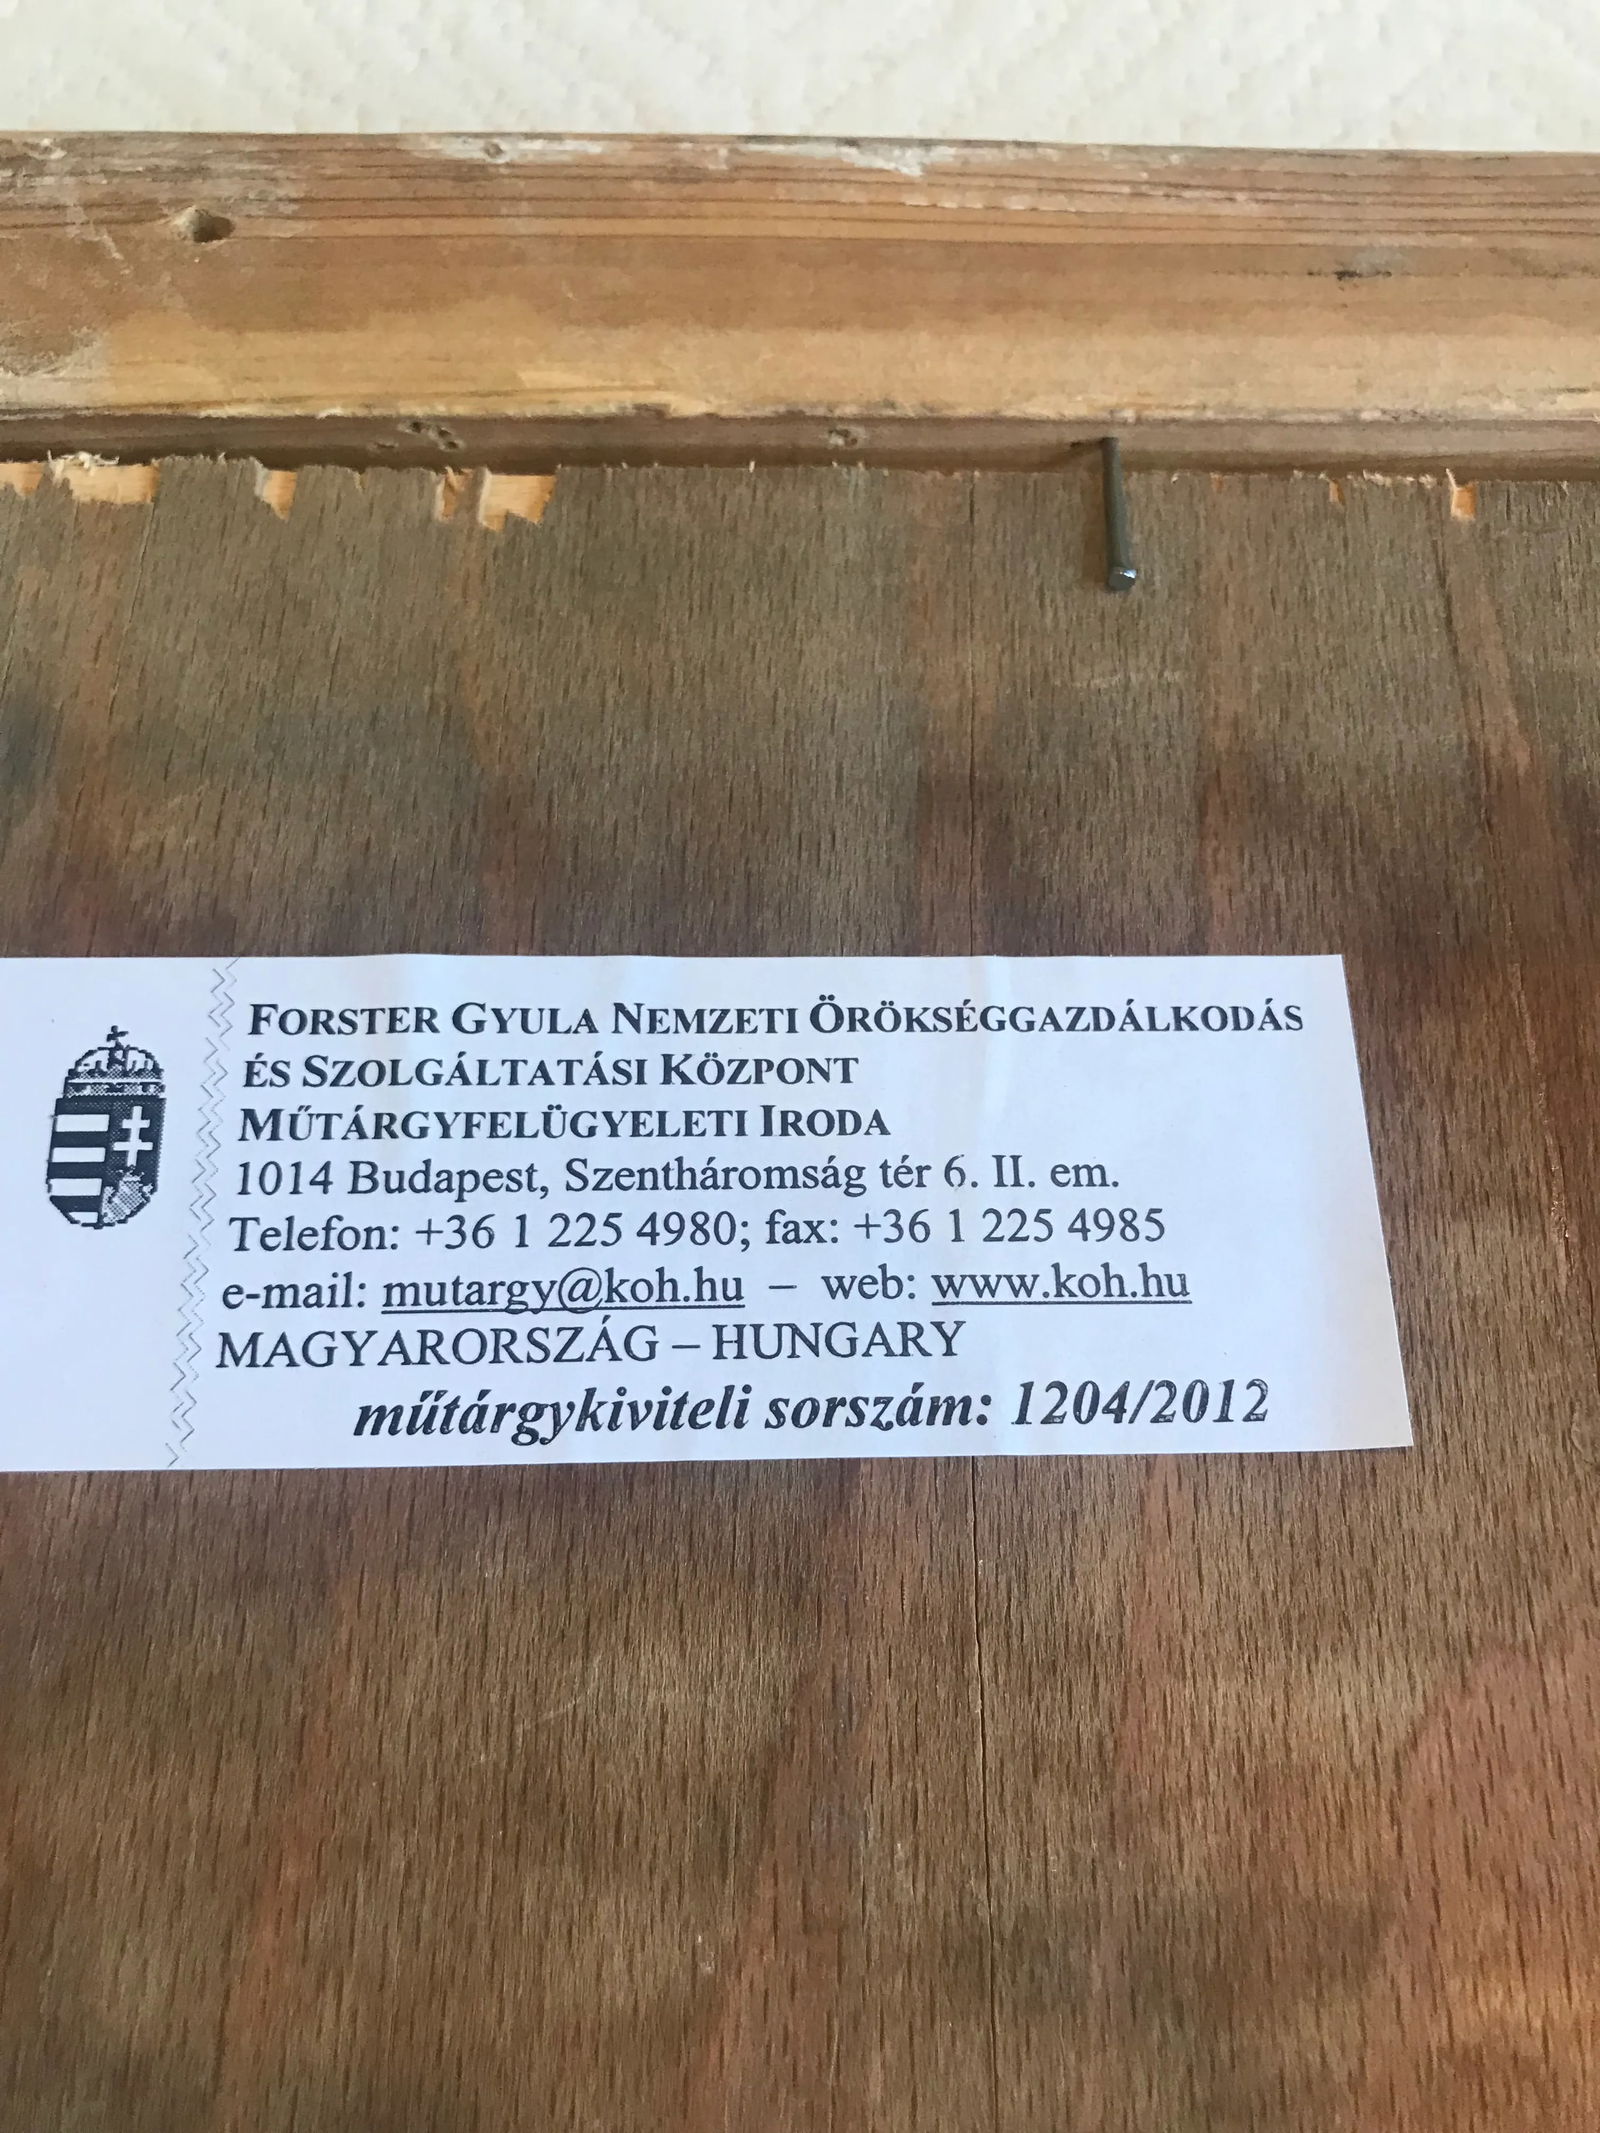 FORSTER GYULA NEMZETI ÖRÖKSÉGGAZDÁLKODÁS
ÉS SZOLGÁLTATÁSI KÖZPONT
MŰTÁRGYFELÜGYELETI IRODA
1014 Budapest, Szentháromság tér 6. II. em.
Telefon: +36 1 225 4980; fax: +36 1 225 4985
e-mail: mutargy@koh.hu – web: www.koh.hu
MAGYARORSZÁG – HUNGARY
műtárgykiviteli sorszám: 1204/2012